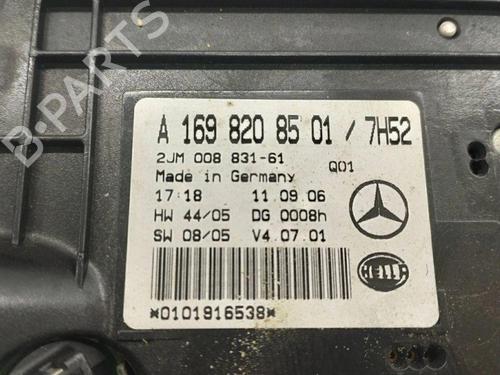 A 169 820 85 01 / 7H52
2JM 008 831-61
Q01
Made in Germany
17:18 11.09.06
HW 44/05 DG 0008h
SW 08/05 V4.07.01
HELLA
*0101916538*
B-PARTS